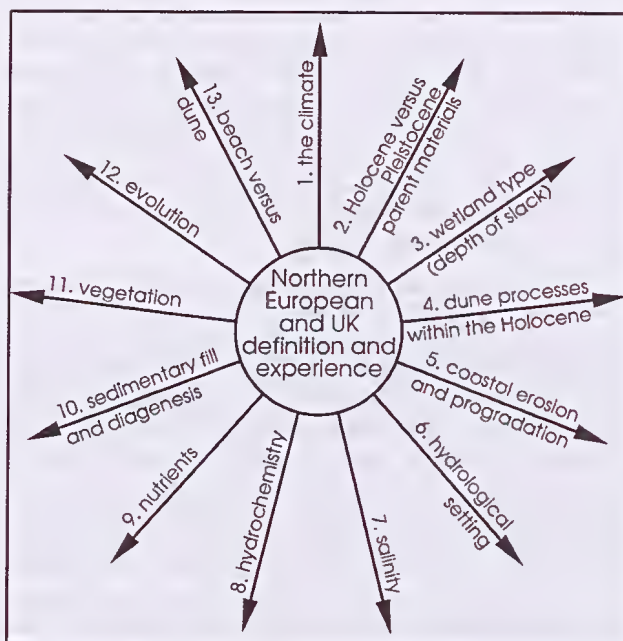 1. the climate
2. Holocene versus
Pleistocene
parent materials
3. wetland type
(depth of slack)
4. dune processes
within the Holocene
5. coastal erosion
and progradation
6. hydrological
setting
7. salinity
8. hydrochemistry
9. nutrients
10. sedimentary fill
and diagenesis
11. vegetation
12. evolution
13. beach versus
dune
Northern
European
and UK
definition and
experience